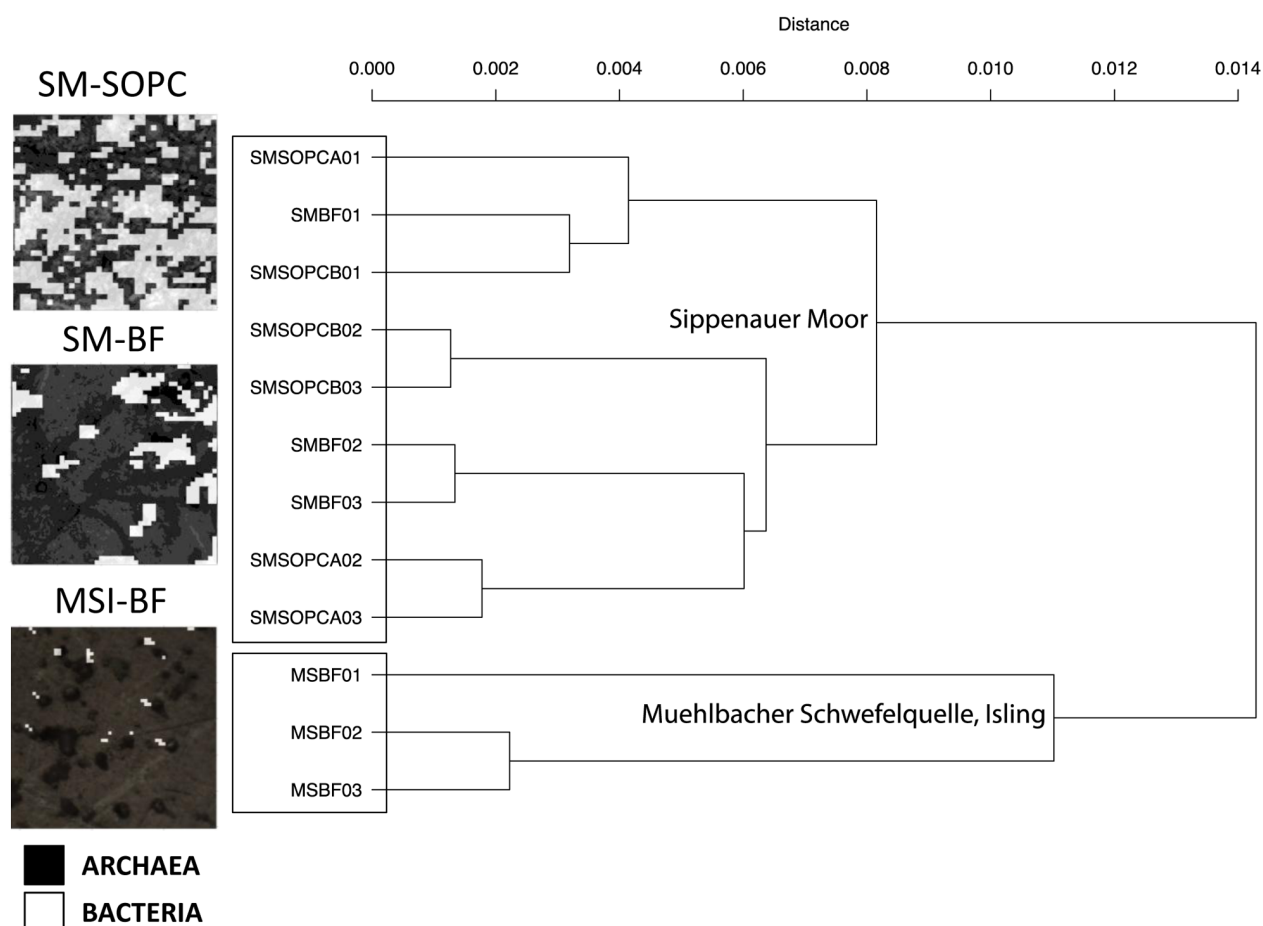 Distance
0.000 0.002 0.004 0.006 0.008 0.010 0.012 0.014
SM-SOPC
SMSOPCA01
SMBF01
SMSOPCB01
Sippenauer Moor
SMSOPCB02
SM-BF
SMSOPCB03
SMBF02
SMBF03
SMSOPCA02
MSI-BF
SMSOPCA03
MSBF01
Muehlbacher Schwefelquelle, Isling
MSBF02
MSBF03
ARCHAEA
BACTERIA